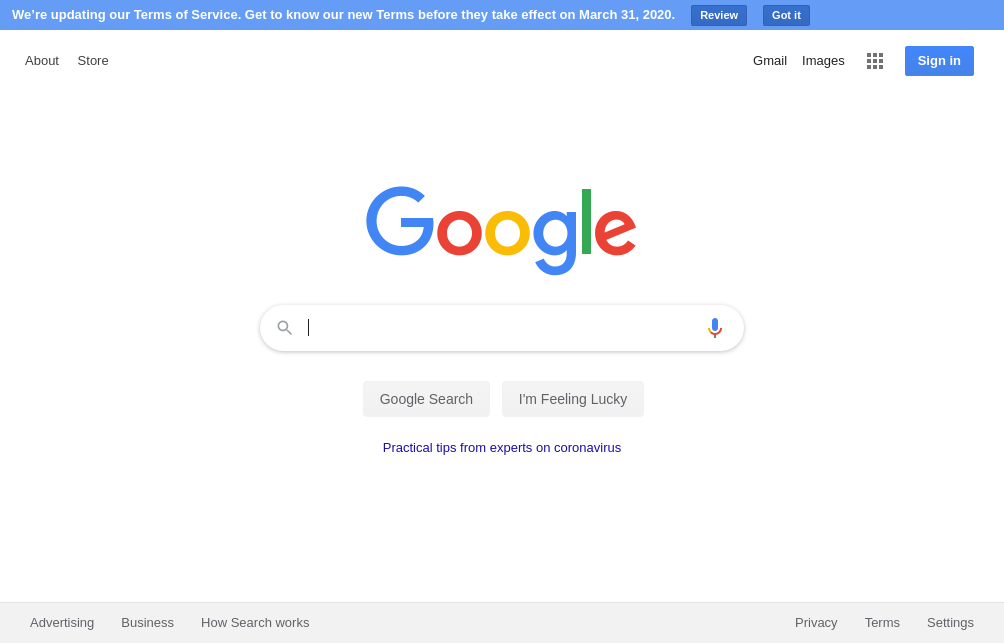 We’re updating our Terms of Service. Get to know our new Terms before they take effect on March 31, 2020. Review Got it
About Store Gmail Images Sign in
Google
Google Search I'm Feeling Lucky
Practical tips from experts on coronavirus
Advertising Business How Search works Privacy Terms Settings